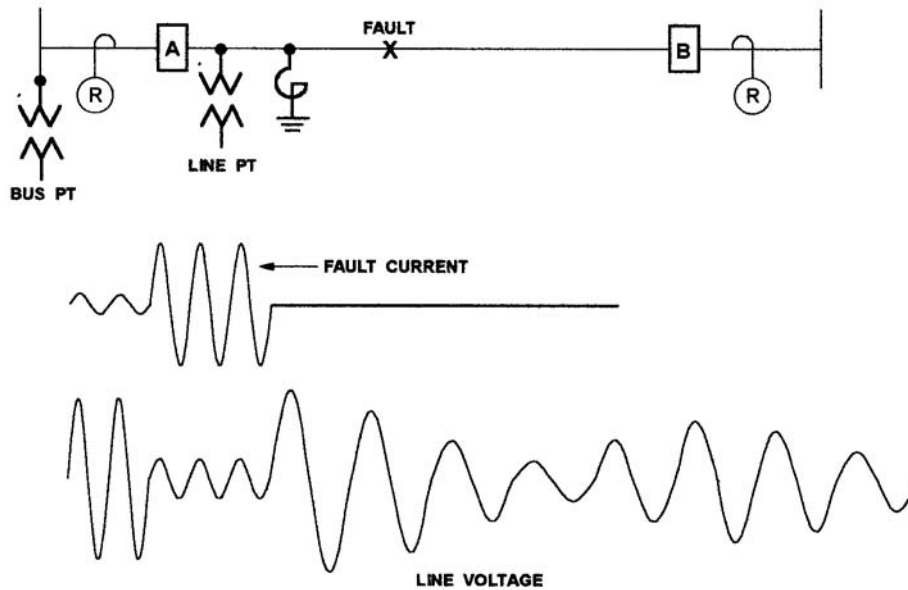 FAULT
A
X
B
R
R
LINE PT
BUS PT
FAULT CURRENT
LINE VOLTAGE